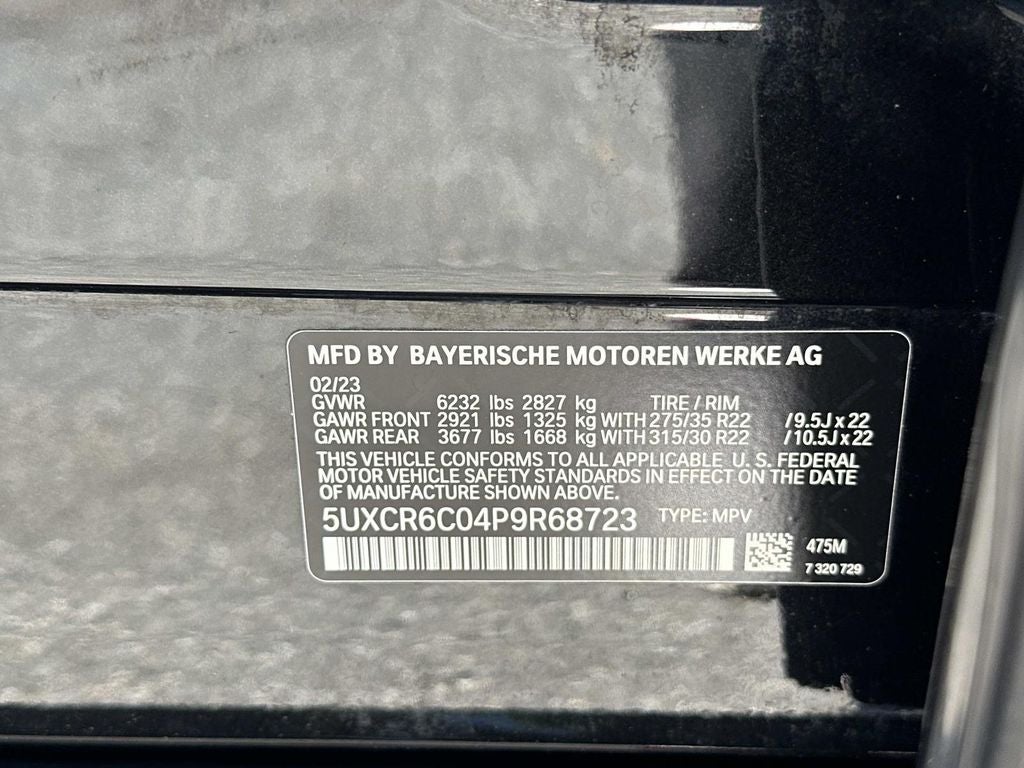 MFD BY BAYERISCHE MOTOREN WERKE AG
02/23
GVWR 6232 lbs 2827 kg TIRE / RIM
GAWR FRONT 2921 lbs 1325 kg WITH 275/35 R22 / 9.5J x 22
GAWR REAR 3677 lbs 1668 kg WITH 315/30 R22 / 10.5J x 22
THIS VEHICLE CONFORMS TO ALL APPLICABLE U. S. FEDERAL
MOTOR VEHICLE SAFETY STANDARDS IN EFFECT ON THE DATE
OF MANUFACTURE SHOWN ABOVE.
5UXCR6C04P9R68723 TYPE: MPV
475M
7 320 729